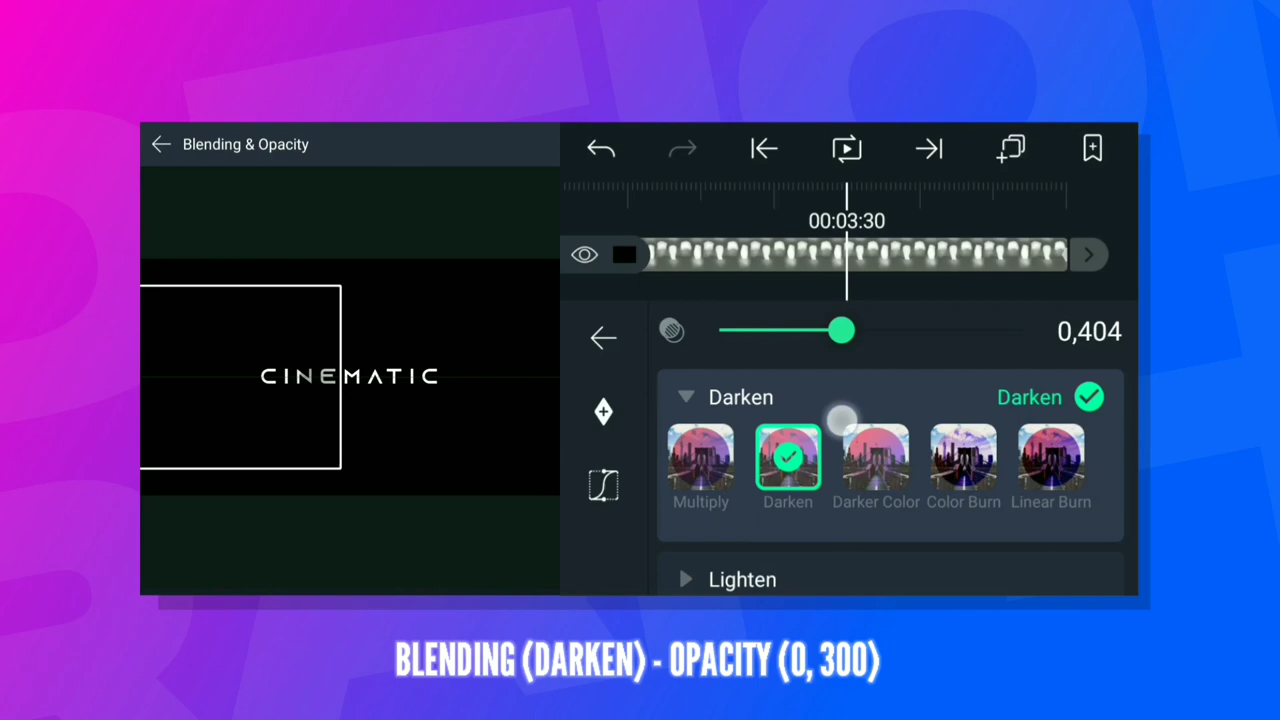 Blending & Opacity
00:03:30
0,404
CINEMATIC
Darken
Darken
Multiply
Darken
Darker Color
Color Burn
Linear Burn
Lighten
BLENDING (DARKEN) - OPACITY (0, 300)